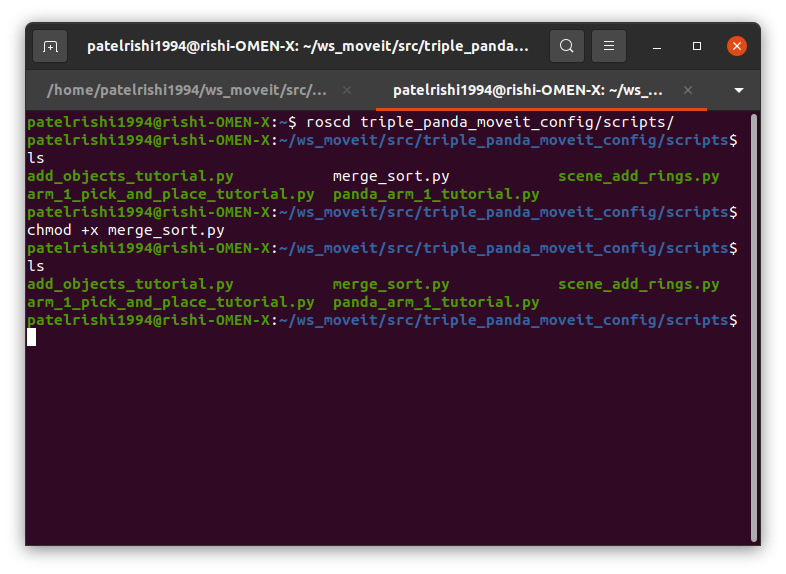 patelrishi1994@rishi-OMEN-X: ~/ws_moveit/src/triple_panda...
/home/patelrishi1994/ws_moveit/src/... × patelrishi1994@rishi-OMEN-X: ~/ws_... ×
patelrishi1994@rishi-OMEN-X:~$ roscd triple_panda_moveit_config/scripts/
patelrishi1994@rishi-OMEN-X:~/ws_moveit/src/triple_panda_moveit_config/scripts$
ls
add_objects_tutorial.py merge_sort.py scene_add_rings.py
arm_1_pick_and_place_tutorial.py panda_arm_1_tutorial.py
patelrishi1994@rishi-OMEN-X:~/ws_moveit/src/triple_panda_moveit_config/scripts$
chmod +x merge_sort.py
patelrishi1994@rishi-OMEN-X:~/ws_moveit/src/triple_panda_moveit_config/scripts$
ls
add_objects_tutorial.py merge_sort.py scene_add_rings.py
arm_1_pick_and_place_tutorial.py panda_arm_1_tutorial.py
patelrishi1994@rishi-OMEN-X:~/ws_moveit/src/triple_panda_moveit_config/scripts$